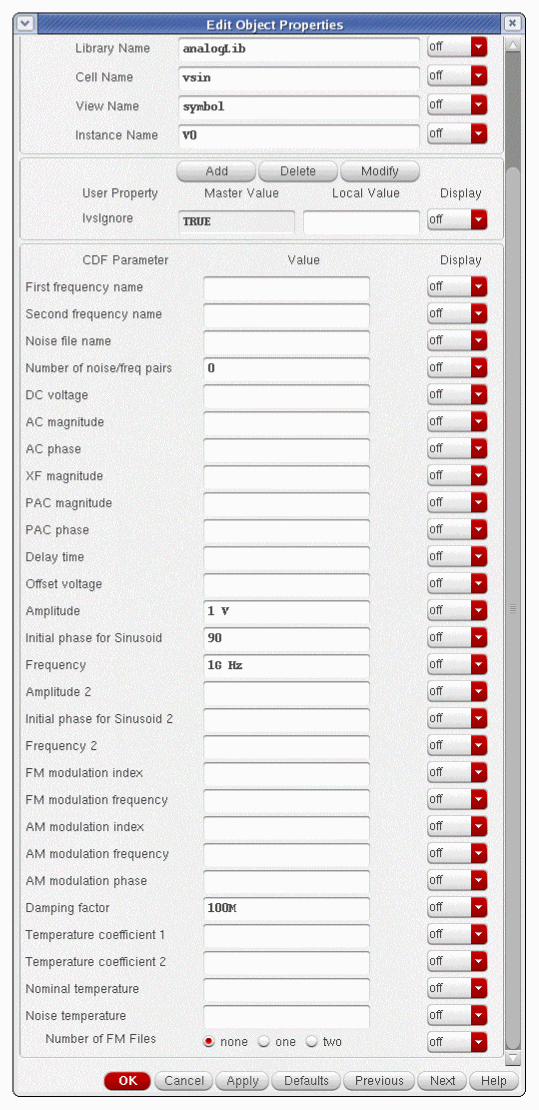 Edit Object Properties
Library Name analogLib off
Cell Name vsin off
View Name symbol off
Instance Name V0 off
Add Delete Modify
User Property Master Value Local Value Display
lvsIgnore TRUE off
CDF Parameter Value Display
First frequency name off
Second frequency name off
Noise file name off
Number of noise/freq pairs 0 off
DC voltage off
AC magnitude off
AC phase off
XF magnitude off
PAC magnitude off
PAC phase off
Delay time off
Offset voltage off
Amplitude 1 V off
Initial phase for Sinusoid 90 off
Frequency 1G Hz off
Amplitude 2 off
Initial phase for Sinusoid 2 off
Frequency 2 off
FM modulation index off
FM modulation frequency off
AM modulation index off
AM modulation frequency off
AM modulation phase off
Damping factor 100M off
Temperature coefficient 1 off
Temperature coefficient 2 off
Nominal temperature off
Noise temperature off
Number of FM Files none one two off
OK Cancel Apply Defaults Previous Next Help